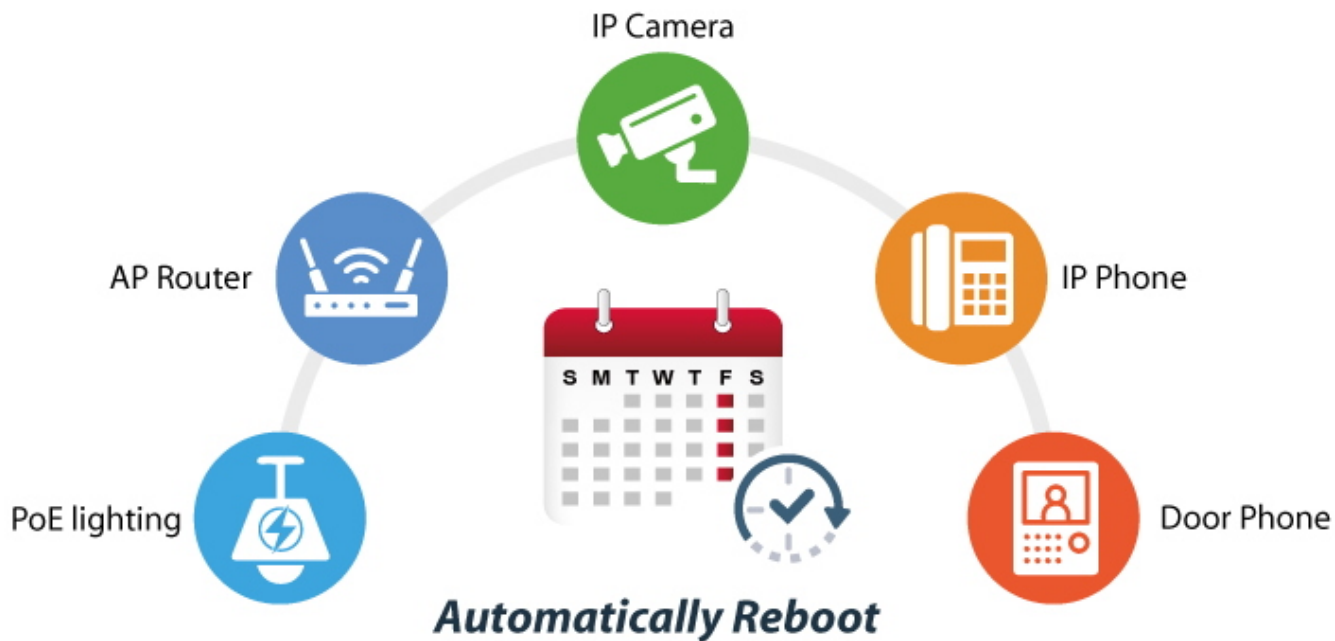 IP Camera
AP Router
IP Phone
S M T W T F S
PoE lighting
Door Phone
Automatically Reboot